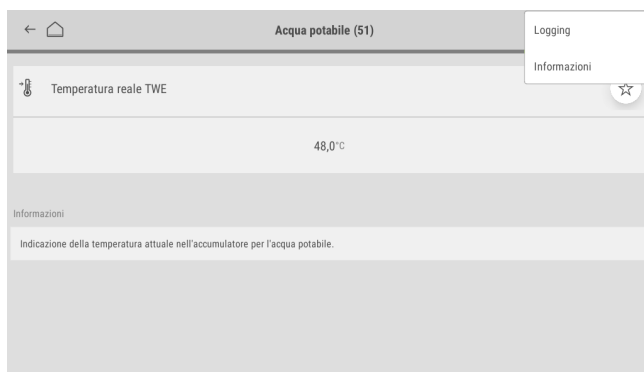 Acqua potabile (51)
Logging
Informazioni
Temperatura reale TWE
48,0°C
Informazioni
Indicazione della temperatura attuale nell'accumulatore per l'acqua potabile.